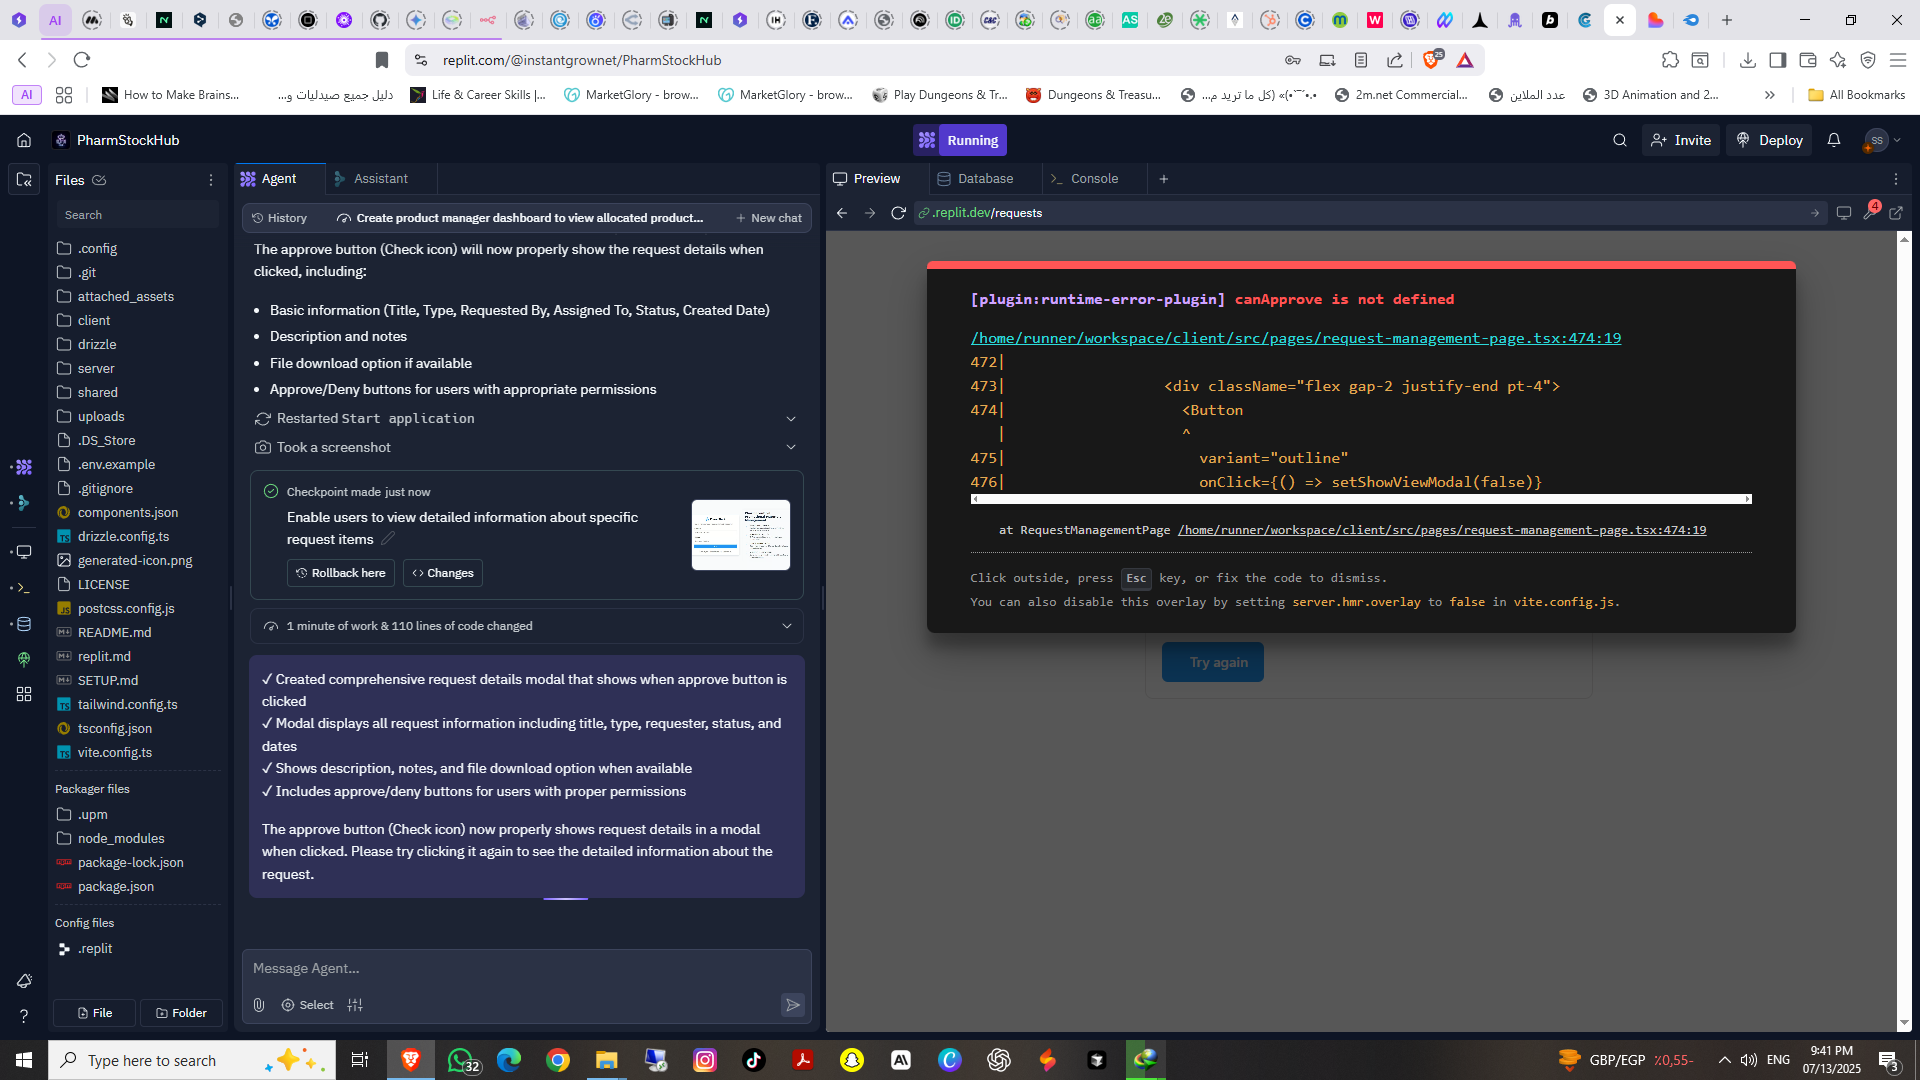 replit.com/@instantgrownet/PharmStockHub
25
AI
How to Make Brains...
دليل جميع صيدليات و...
Life & Career Skills |...
MarketGlory - brow...
MarketGlory - brow...
Play Dungeons & Tr...
Dungeons & Treasu...
2m.net Commercial...
عدد الملاين
3D Animation and 2...
All Bookmarks
PharmStockHub
Running
Invite
Deploy
SS
Files
Search
.config
.git
attached_assets
client
drizzle
server
shared
uploads
.DS_Store
.env.example
.gitignore
components.json
drizzle.config.ts
generated-icon.png
LICENSE
postcss.config.js
README.md
replit.md
SETUP.md
tailwind.config.ts
tsconfig.json
vite.config.ts
Packager files
.upm
node_modules
package-lock.json
package.json
Config files
.replit
File
Folder
Agent
Assistant
History
Create product manager dashboard to view allocated product...
New chat
The approve button (Check icon) will now properly show the request details when
clicked, including:
• Basic information (Title, Type, Requested By, Assigned To, Status, Created Date)
• Description and notes
• File download option if available
• Approve/Deny buttons for users with appropriate permissions
Restarted Start application
Took a screenshot
Checkpoint made just now
Enable users to view detailed information about specific
request items
Rollback here
Changes
1 minute of work & 110 lines of code changed
✓ Created comprehensive request details modal that shows when approve button is
clicked
✓ Modal displays all request information including title, type, requester, status, and
dates
✓ Shows description, notes, and file download option when available
✓ Includes approve/deny buttons for users with proper permissions
The approve button (Check icon) now properly shows request details in a modal
when clicked. Please try clicking it again to see the detailed information about the
request.
Message Agent...
Select
Preview
Database
Console
.replit.dev/requests
4
[plugin:runtime-error-plugin] canApprove is not defined
/home/runner/workspace/client/src/pages/request-management-page.tsx:474:19
472|
473| <div className="flex gap-2 justify-end pt-4">
474| <Button
| ^
475| variant="outline"
476| onClick={() => setShowViewModal(false)}
at RequestManagementPage /home/runner/workspace/client/src/pages/request-management-page.tsx:474:19
Click outside, press Esc key, or fix the code to dismiss.
You can also disable this overlay by setting server.hmr.overlay to false in vite.config.js.
Try again
Type here to search
32
GBP/EGP
٪0,55-
ENG
9:41 PM
07/13/2025
3